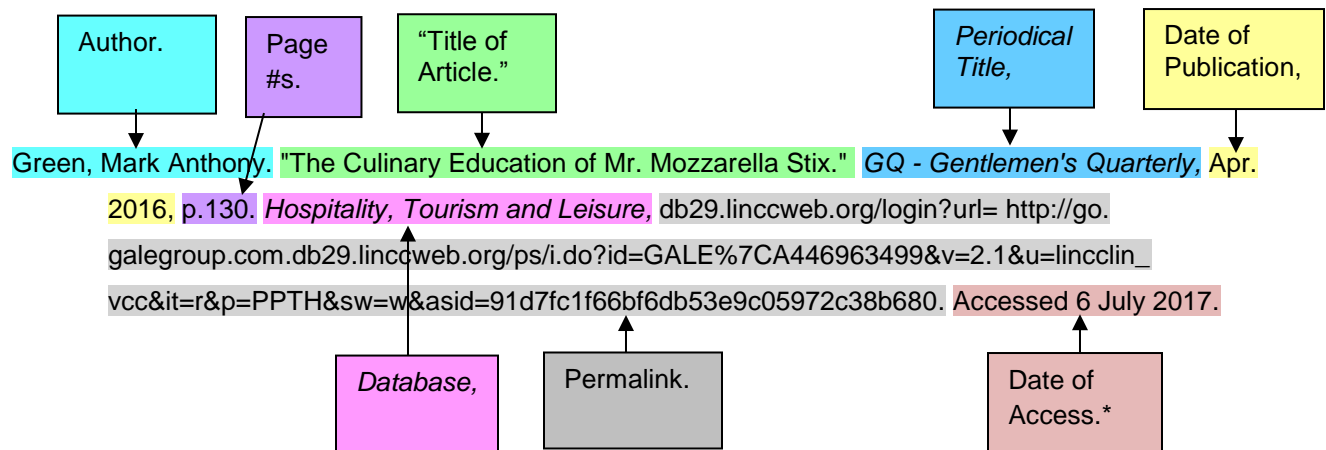 Author.
Page
#s.
“Title of
Article.”
Periodical
Title,
Date of
Publication,
Green, Mark Anthony. "The Culinary Education of Mr. Mozzarella Stix." GQ - Gentlemen's Quarterly, Apr.
2016, p.130. Hospitality, Tourism and Leisure, db29.linccweb.org/login?url= http://go.
galegroup.com.db29.linccweb.org/ps/i.do?id=GALE%7CA446963499&v=2.1&u=lincclin_
vcc&it=r&p=PPTH&sw=w&asid=91d7fc1f66bf6db53e9c05972c38b680. Accessed 6 July 2017.
Database,
Permalink.
Date of
Access.*